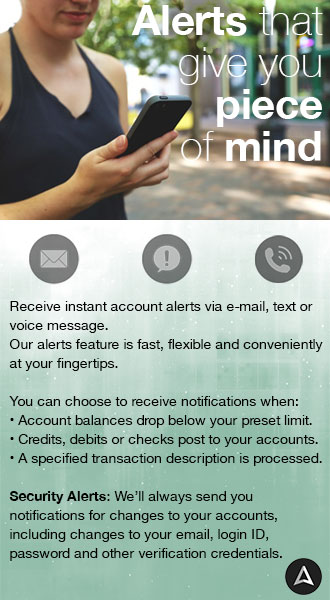 Alerts that
give you
piece
of mind
Receive instant account alerts via e-mail, text or
voice message.
Our alerts feature is fast, flexible and conveniently
at your fingertips.
You can choose to receive notifications when:
• Account balances drop below your preset limit.
• Credits, debits or checks post to your accounts.
• A specified transaction description is processed.
Security Alerts: We'll always send you
notifications for changes to your accounts,
including changes to your email, login ID,
password and other verification credentials.